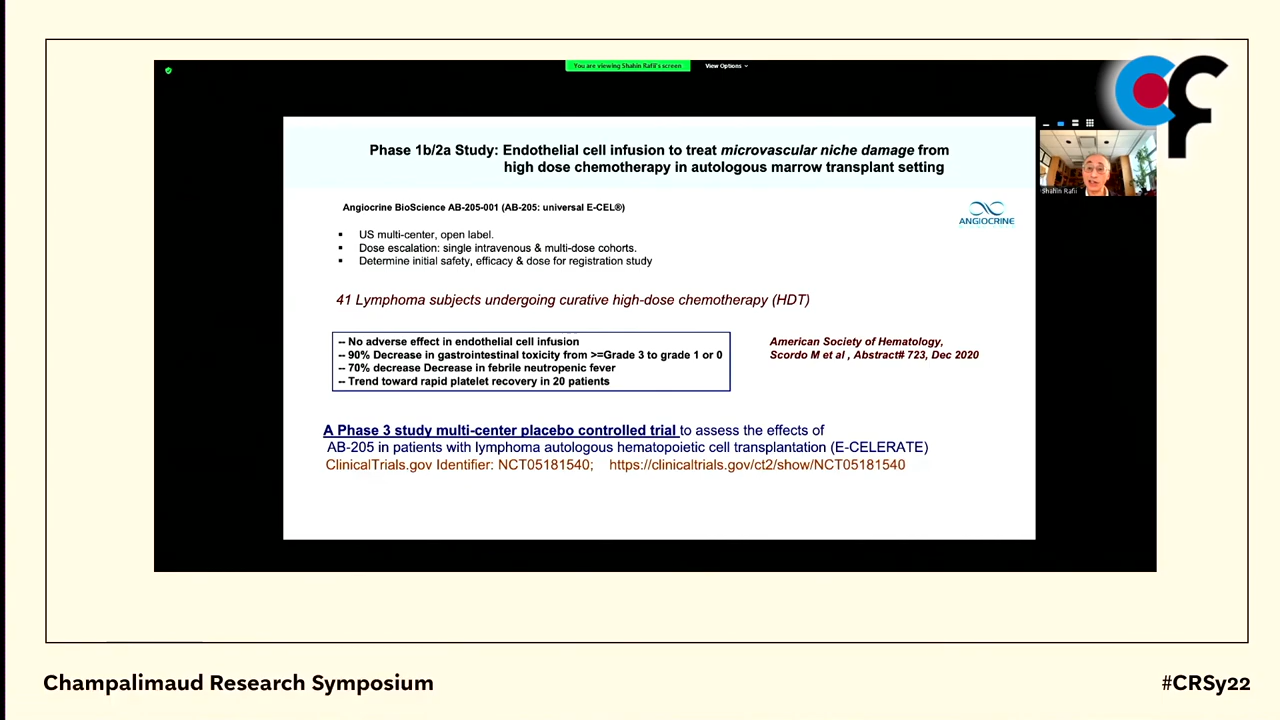 You are viewing Shahin Rafii's screen
View Options
CF
Shahin Rafii
Phase 1b/2a Study: Endothelial cell infusion to treat microvascular niche damage from
high dose chemotherapy in autologous marrow transplant setting
Angiocrine BioScience AB-205-001 (AB-205: universal E-CEL®)
ANGIOCRINE
▪ US multi-center, open label.
▪ Dose escalation: single intravenous & multi-dose cohorts.
▪ Determine initial safety, efficacy & dose for registration study
41 Lymphoma subjects undergoing curative high-dose chemotherapy (HDT)
-- No adverse effect in endothelial cell infusion
-- 90% Decrease in gastrointestinal toxicity from >=Grade 3 to grade 1 or 0
-- 70% decrease Decrease in febrile neutropenic fever
-- Trend toward rapid platelet recovery in 20 patients
American Society of Hematology,
Scordo M et al , Abstract# 723, Dec 2020
A Phase 3 study multi-center placebo controlled trial to assess the effects of
AB-205 in patients with lymphoma autologous hematopoietic cell transplantation (E-CELERATE)
ClinicalTrials.gov Identifier: NCT05181540; https://clinicaltrials.gov/ct2/show/NCT05181540
Champalimaud Research Symposium
#CRSy22